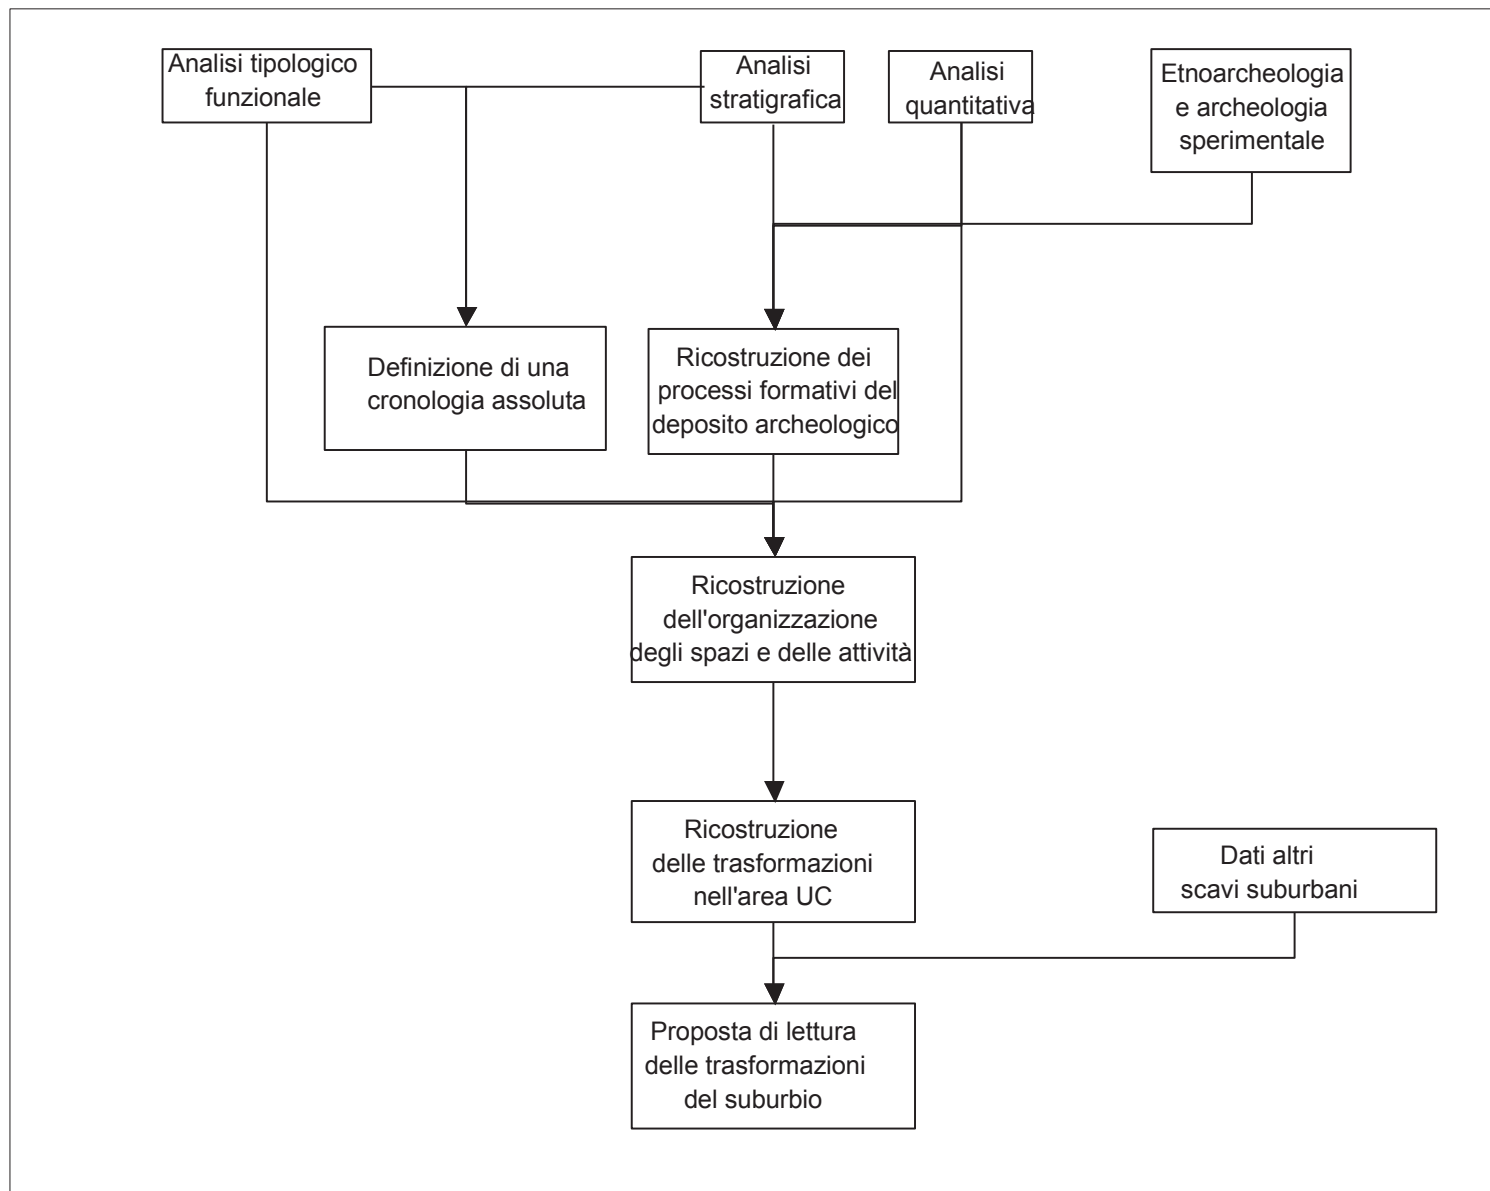 Analisi tipologico
funzionale
Analisi
stratigrafica
Analisi
quantitativa
Etnoarcheologia
e archeologia
sperimentale
Definizione di una
cronologia assoluta
Ricostruzione dei
processi formativi del
deposito archeologico
Ricostruzione
dell'organizzazione
degli spazi e delle attività
Ricostruzione
delle trasformazioni
nell'area UC
Dati altri
scavi suburbani
Proposta di lettura
delle trasformazioni
del suburbio